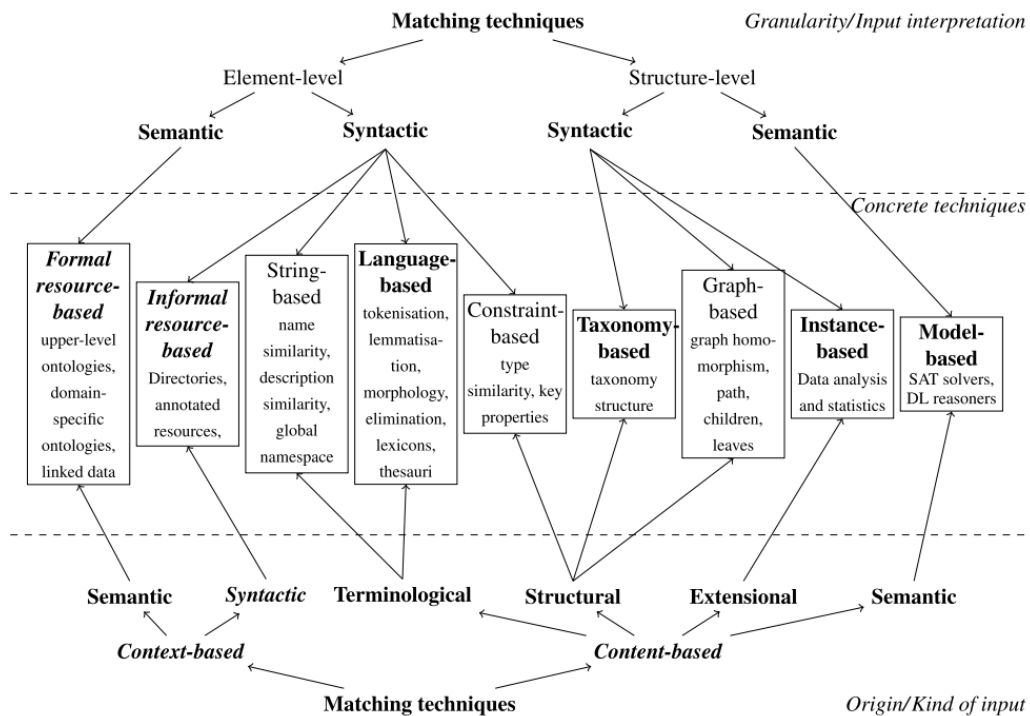 Matching techniques
Granularity/Input interpretation
Element-level
Structure-level
Semantic
Syntactic
Syntactic
Semantic
Concrete techniques
Formal
resource-
based
upper-level
ontologies,
domain-
specific
ontologies,
linked data
Informal
resource-
based
Directories,
annotated
resources,
String-
based
name
similarity,
description
similarity,
global
namespace
Language-
based
tokenisation,
lemmatisa-
tion,
morphology,
elimination,
lexicons,
thesauri
Constraint-
based
type
similarity, key
properties
Taxonomy-
based
taxonomy
structure
Graph-
based
graph homo-
morphism,
path,
children,
leaves
Instance-
based
Data analysis
and statistics
Model-
based
SAT solvers,
DL reasoners
Semantic
Syntactic
Terminological
Structural
Extensional
Semantic
Context-based
Content-based
Matching techniques
Origin/Kind of input